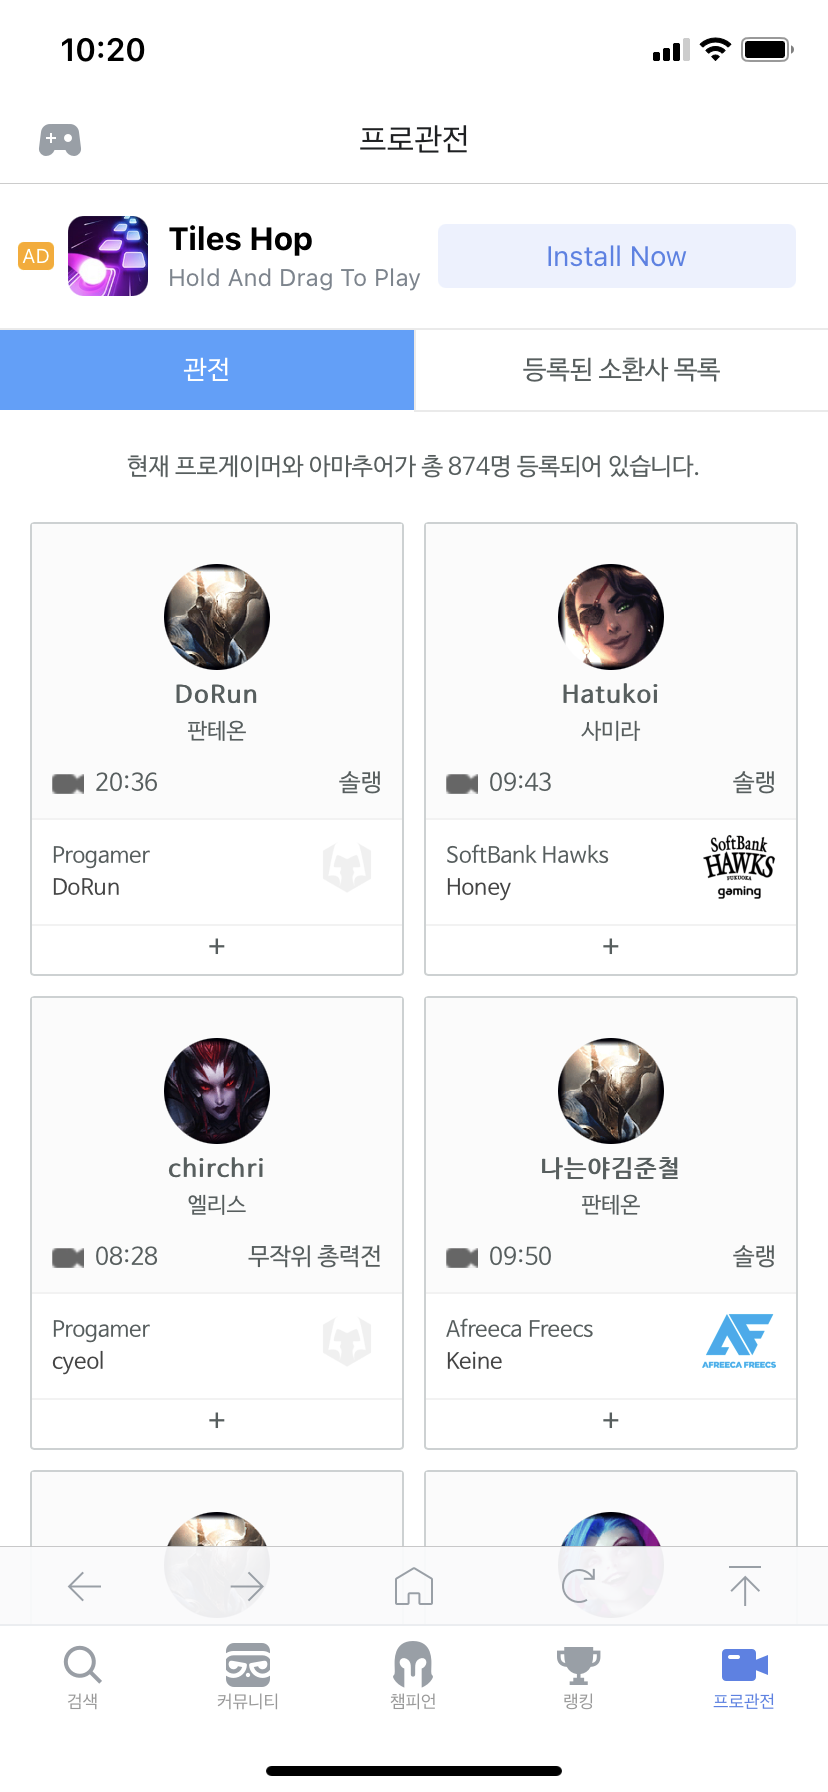 10:20
프로관전
AD
Tiles Hop
Hold And Drag To Play
Install Now
관전
등록된 소환사 목록
현재 프로게이머와 아마추어가 총 874명 등록되어 있습니다.
DoRun
판테온
20:36
솔랭
Progamer
DoRun
+
Hatukoi
사미라
09:43
솔랭
SoftBank Hawks
Honey
SoftBank
HAWKS
FUKUOKA
gaming
+
chirchri
엘리스
08:28
무작위 총력전
Progamer
cyeol
+
나는야김준철
판테온
09:50
솔랭
Afreeca Freecs
Keine
AF
AFREECA FREECS
+
검색
커뮤니티
챔피언
랭킹
프로관전